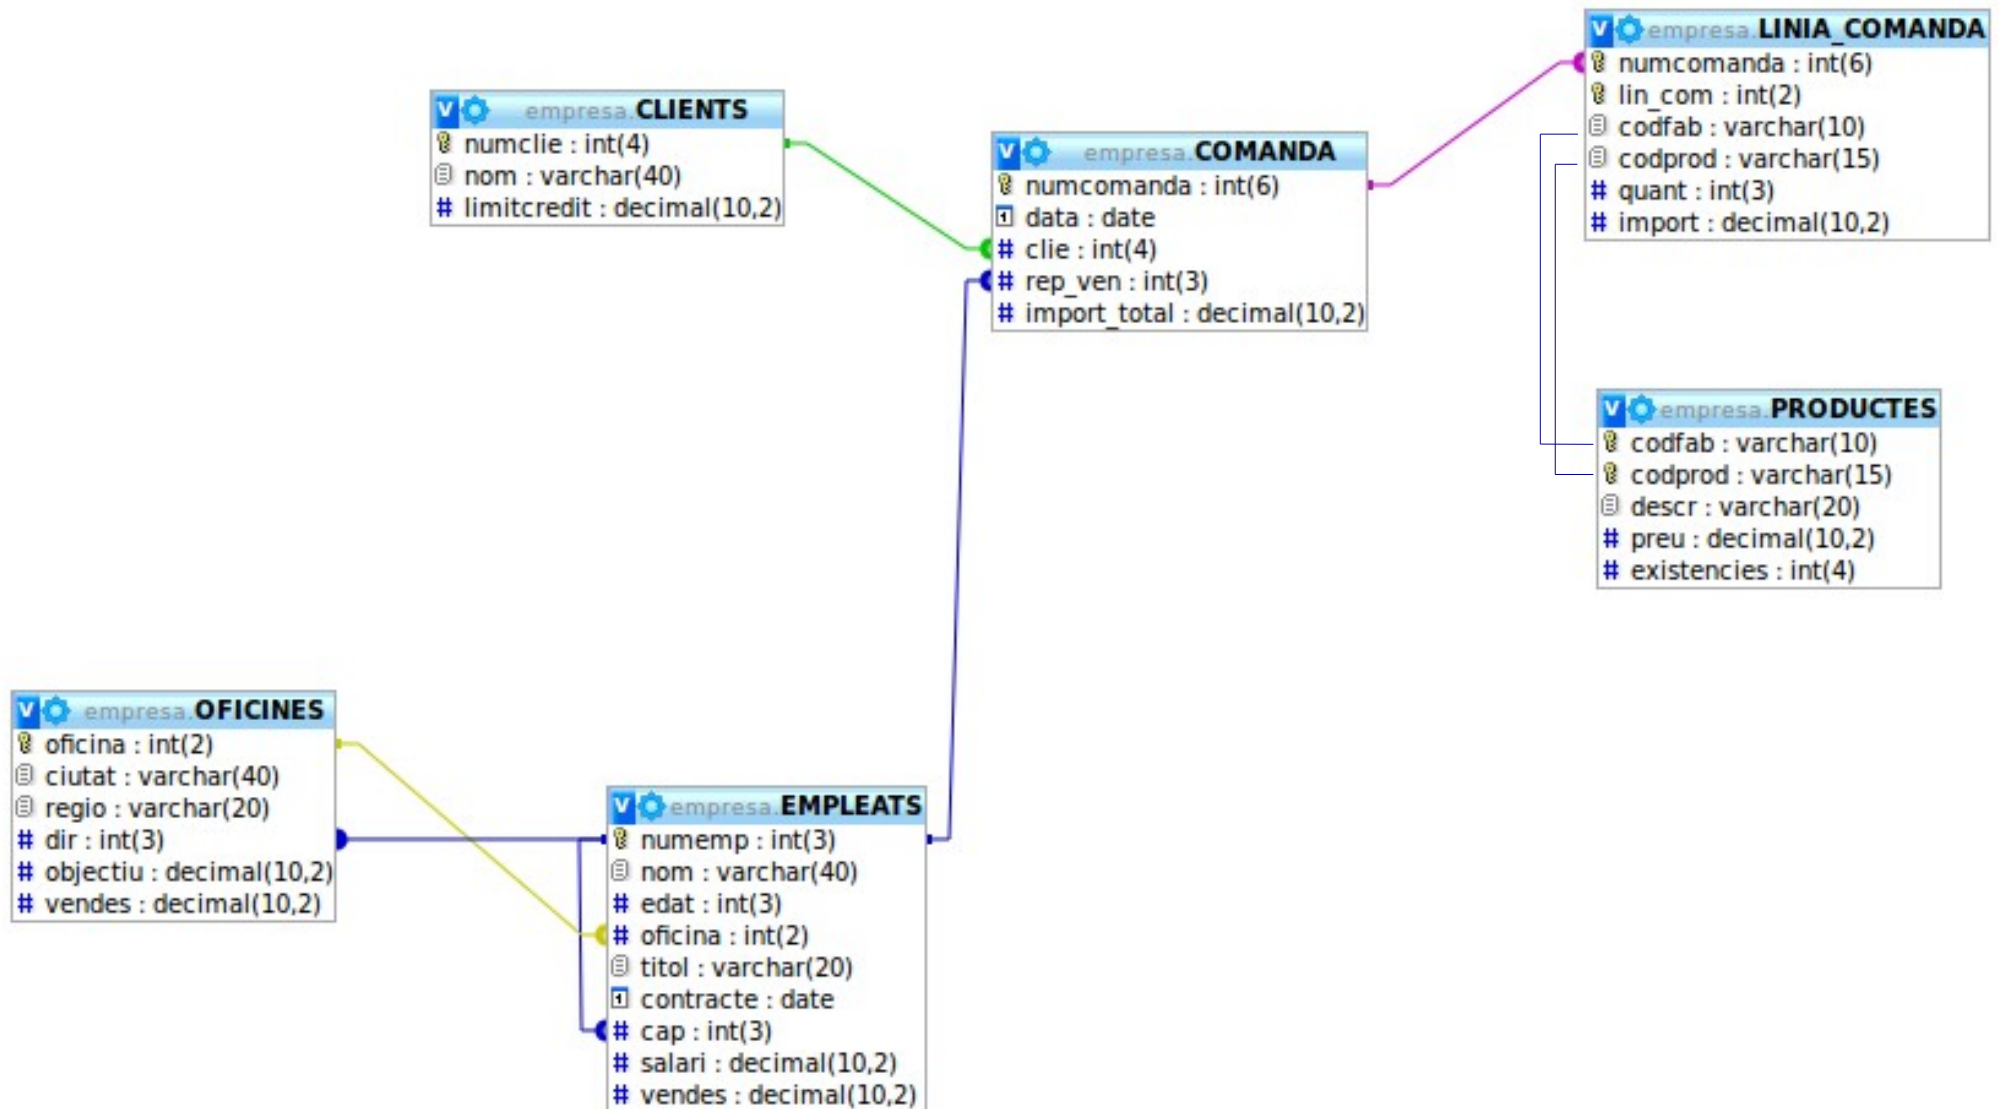 empresa.CLIENTS
numclie : int(4)
nom : varchar(40)
limitcredit : decimal(10,2)
empresa.COMANDA
numcomanda : int(6)
data : date
clie : int(4)
rep_ven : int(3)
import_total : decimal(10,2)
empresa.LINIA_COMANDA
numcomanda : int(6)
lin_com : int(2)
codfab : varchar(10)
codprod : varchar(15)
quant : int(3)
import : decimal(10,2)
empresa.PRODUCTES
codfab : varchar(10)
codprod : varchar(15)
descr : varchar(20)
preu : decimal(10,2)
existencies : int(4)
empresa.OFICINES
oficina : int(2)
ciutat : varchar(40)
regio : varchar(20)
dir : int(3)
objectiu : decimal(10,2)
vendes : decimal(10,2)
empresa.EMPLEATS
numemp : int(3)
nom : varchar(40)
edat : int(3)
oficina : int(2)
titol : varchar(20)
contracte : date
cap : int(3)
salari : decimal(10,2)
vendes : decimal(10,2)